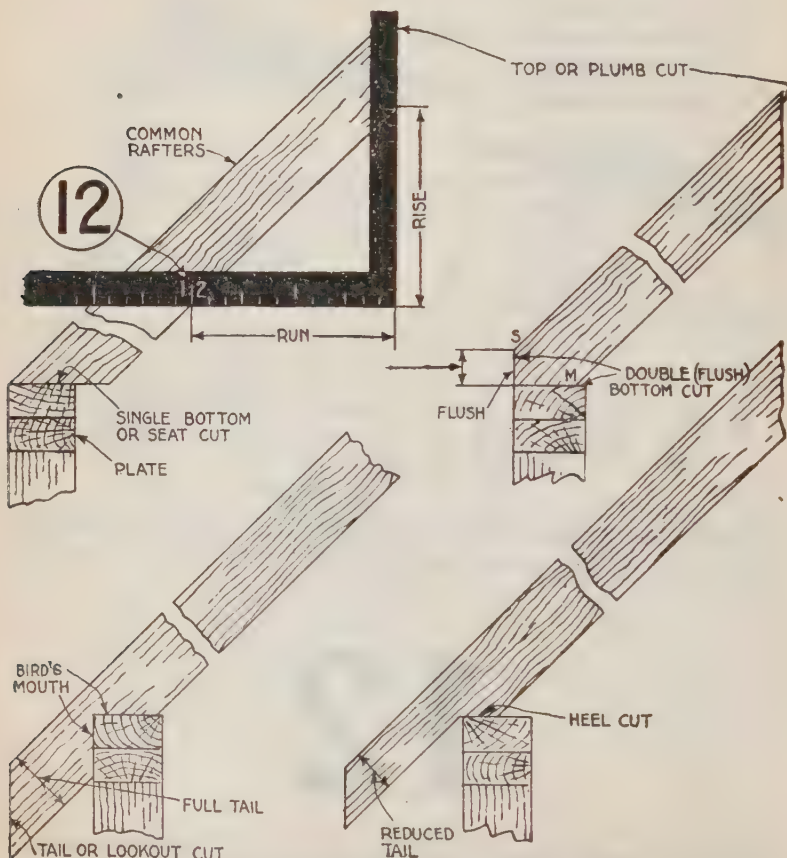 TOP OR PLUMB CUT
COMMON
RAFTERS
12
RISE
12
RUN
S
M
DOUBLE (FLUSH)
BOTTOM CUT
FLUSH
SINGLE BOTTOM
OR SEAT CUT
PLATE
BIRD'S
MOUTH
HEEL CUT
FULL TAIL
REDUCED
TAIL
TAIL OR LOOKOUT CUT